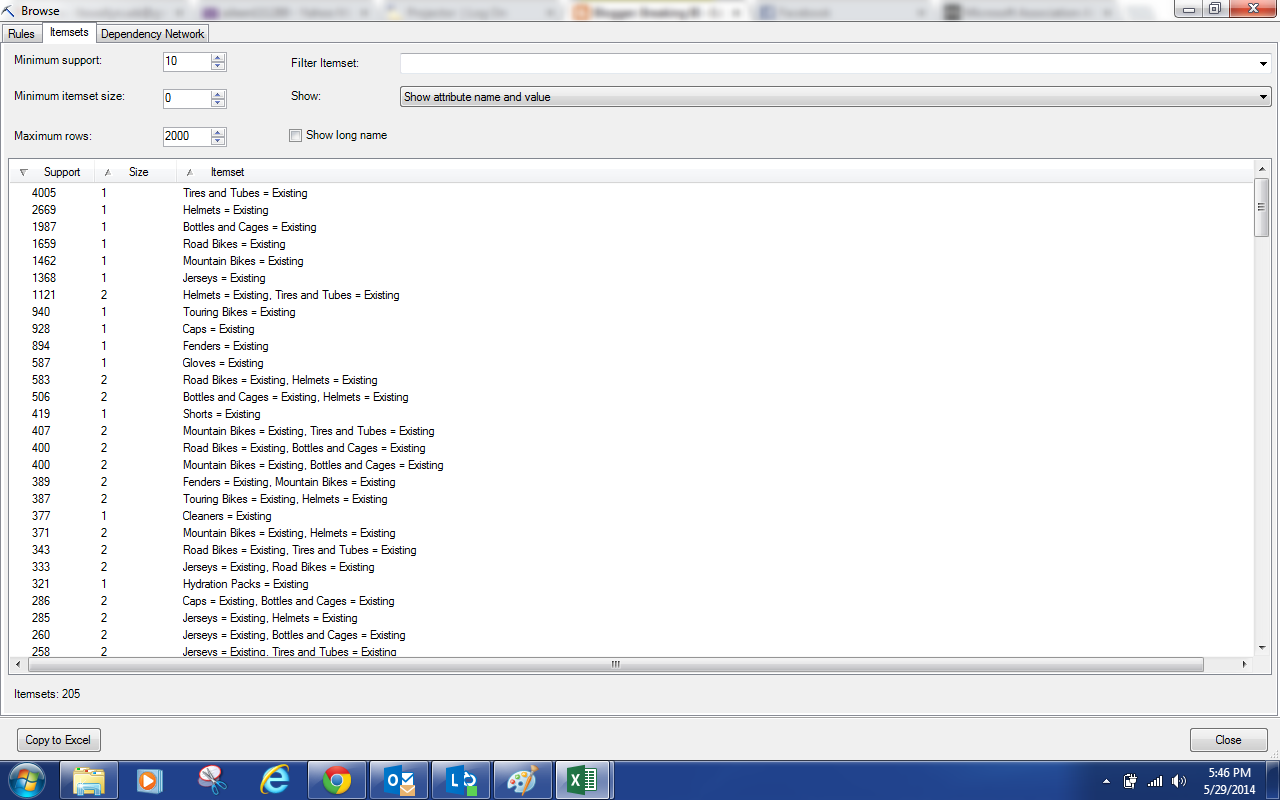 Browse
Rules Itemsets Dependency Network
Minimum support: 10 Filter Itemset:
Minimum itemset size: 0 Show: Show attribute name and value
Maximum rows: 2000 Show long name
Support Size Itemset
4005 1 Tires and Tubes = Existing
2669 1 Helmets = Existing
1987 1 Bottles and Cages = Existing
1659 1 Road Bikes = Existing
1462 1 Mountain Bikes = Existing
1368 1 Jerseys = Existing
1121 2 Helmets = Existing, Tires and Tubes = Existing
940 1 Touring Bikes = Existing
928 1 Caps = Existing
894 1 Fenders = Existing
587 1 Gloves = Existing
583 2 Road Bikes = Existing, Helmets = Existing
506 2 Bottles and Cages = Existing, Helmets = Existing
419 1 Shorts = Existing
407 2 Mountain Bikes = Existing, Tires and Tubes = Existing
400 2 Road Bikes = Existing, Bottles and Cages = Existing
400 2 Mountain Bikes = Existing, Bottles and Cages = Existing
389 2 Fenders = Existing, Mountain Bikes = Existing
387 2 Touring Bikes = Existing, Helmets = Existing
377 1 Cleaners = Existing
371 2 Mountain Bikes = Existing, Helmets = Existing
343 2 Road Bikes = Existing, Tires and Tubes = Existing
333 2 Jerseys = Existing, Road Bikes = Existing
321 1 Hydration Packs = Existing
286 2 Caps = Existing, Bottles and Cages = Existing
285 2 Jerseys = Existing, Helmets = Existing
260 2 Jerseys = Existing, Bottles and Cages = Existing
258 2 Jerseys = Existing, Tires and Tubes = Existing
Itemsets: 205
Copy to Excel Close
5:46 PM
5/29/2014